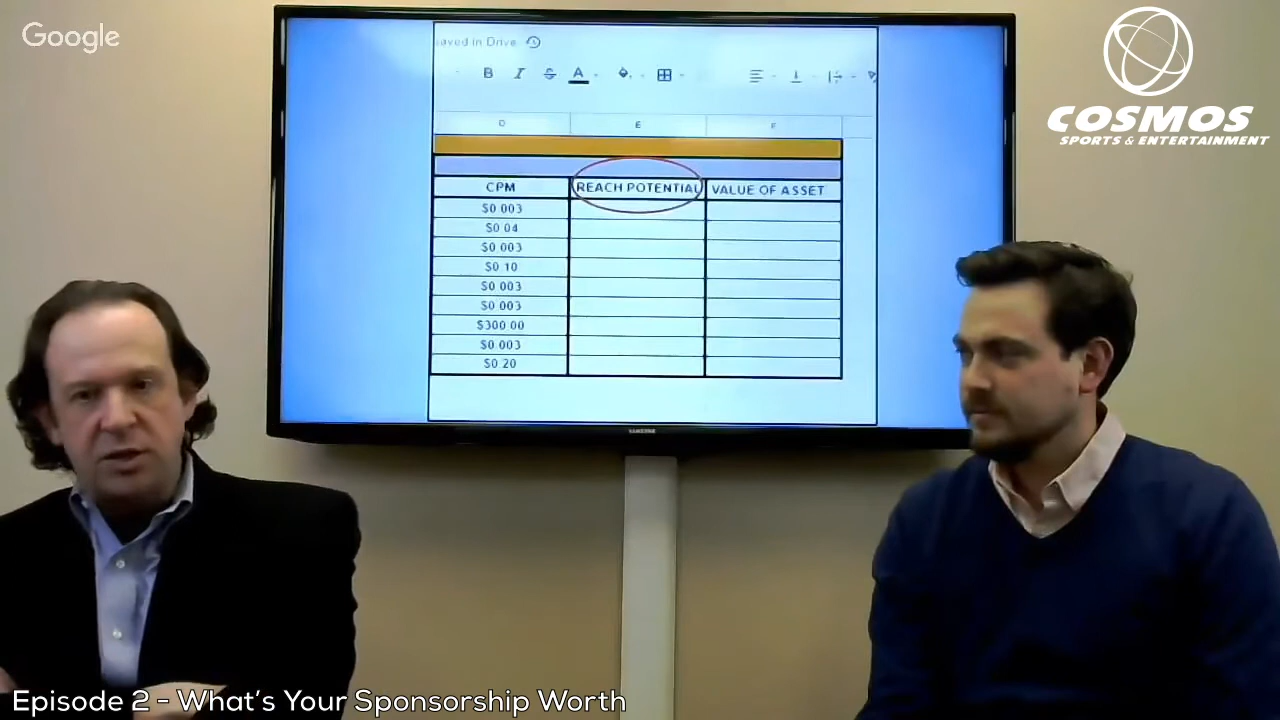 Google
COSMOS
SPORTS & ENTERTAINMENT
saved in Drive
B I S A
D E F
CPM REACH POTENTIAL VALUE OF ASSET
$0.003
$0.04
$0.003
$0.10
$0.003
$0.003
$300.00
$0.003
$0.20
SAMSUNG
Episode 2 - What's Your Sponsorship Worth